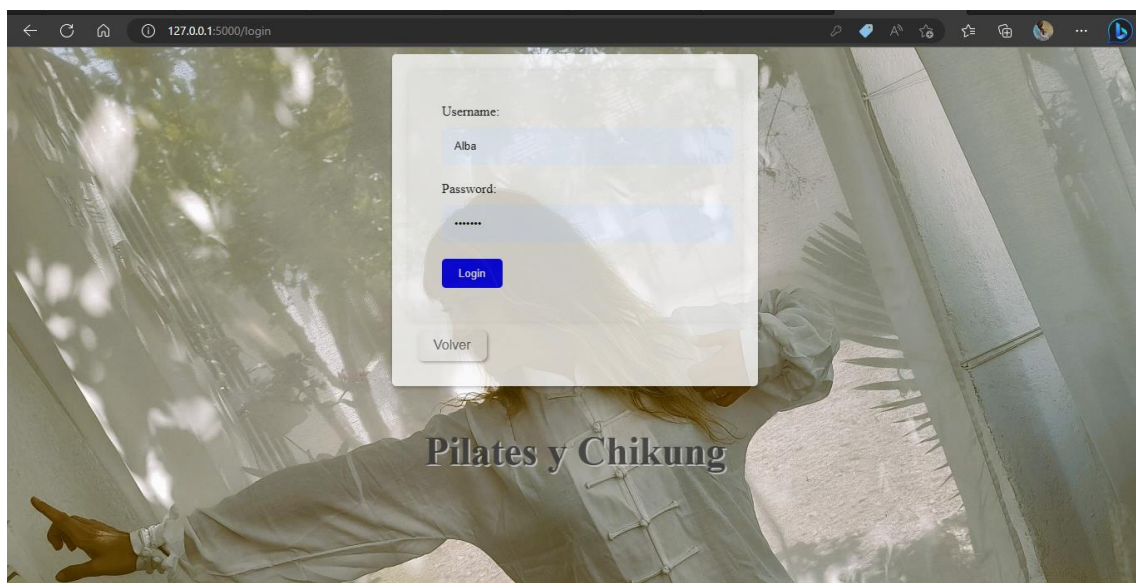 127.0.0.1:5000/login
Username:
Alba
Password:
•••••••
Login
Volver
Pilates y Chikung